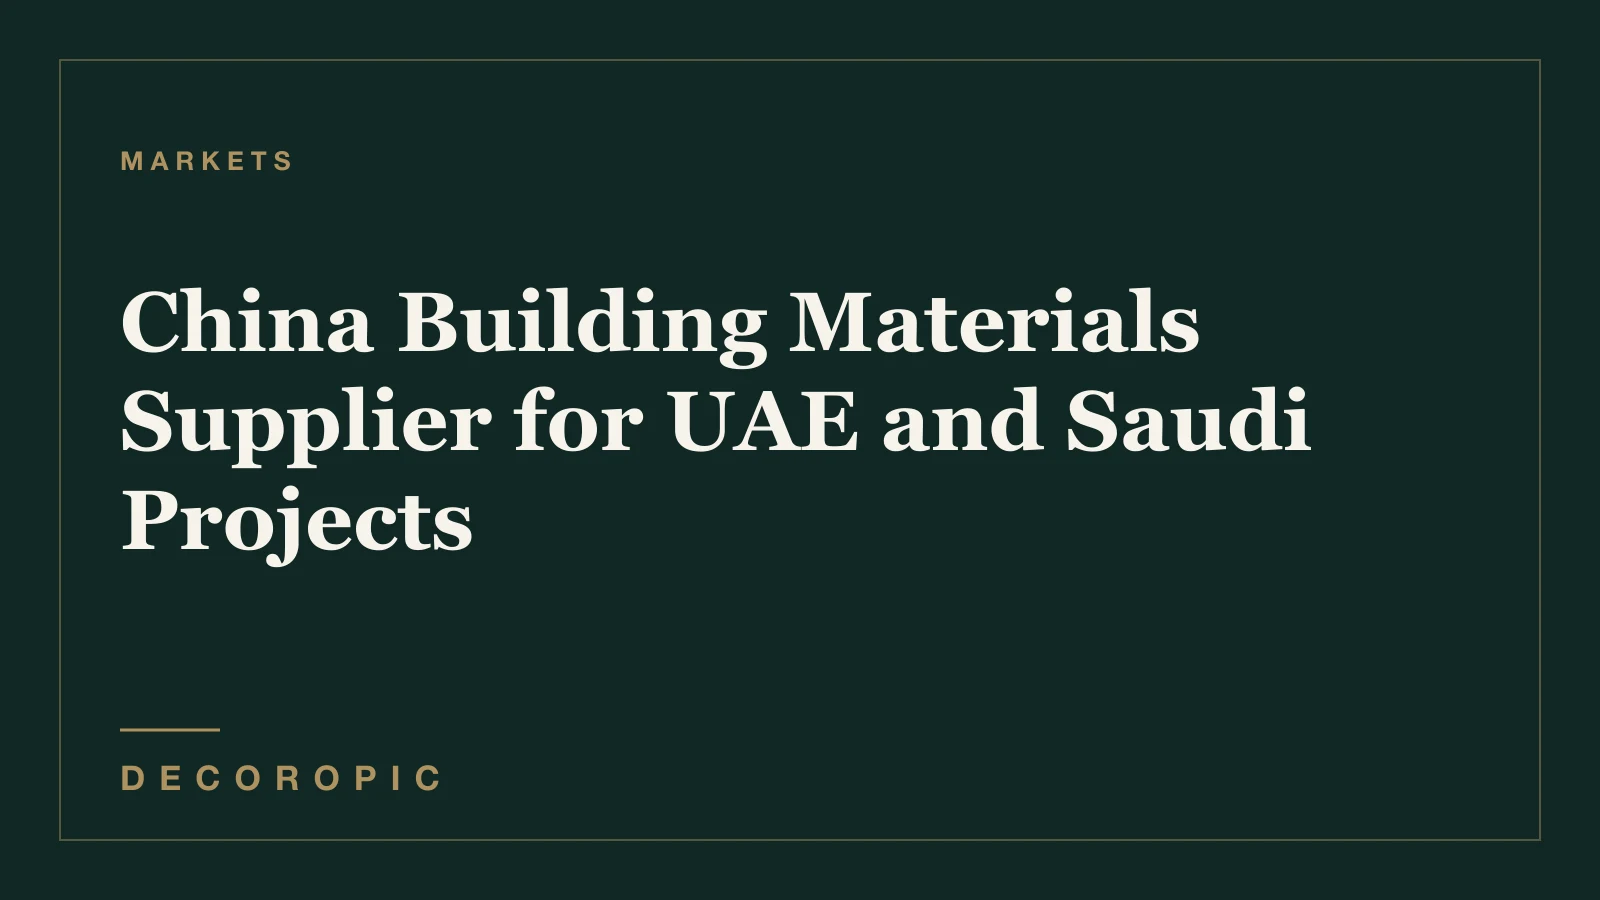 MARKETS
China Building Materials
Supplier for UAE and Saudi
Projects
DECOROPIC